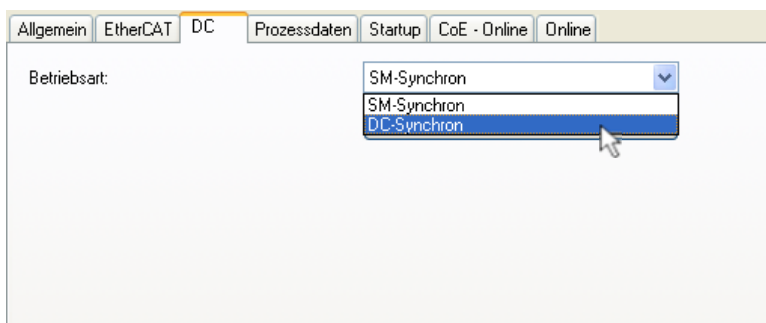 Allgemein EtherCAT DC Prozessdaten Startup CoE - Online Online
Betriebsart: SM-Synchron
SM-Synchron
DC-Synchron